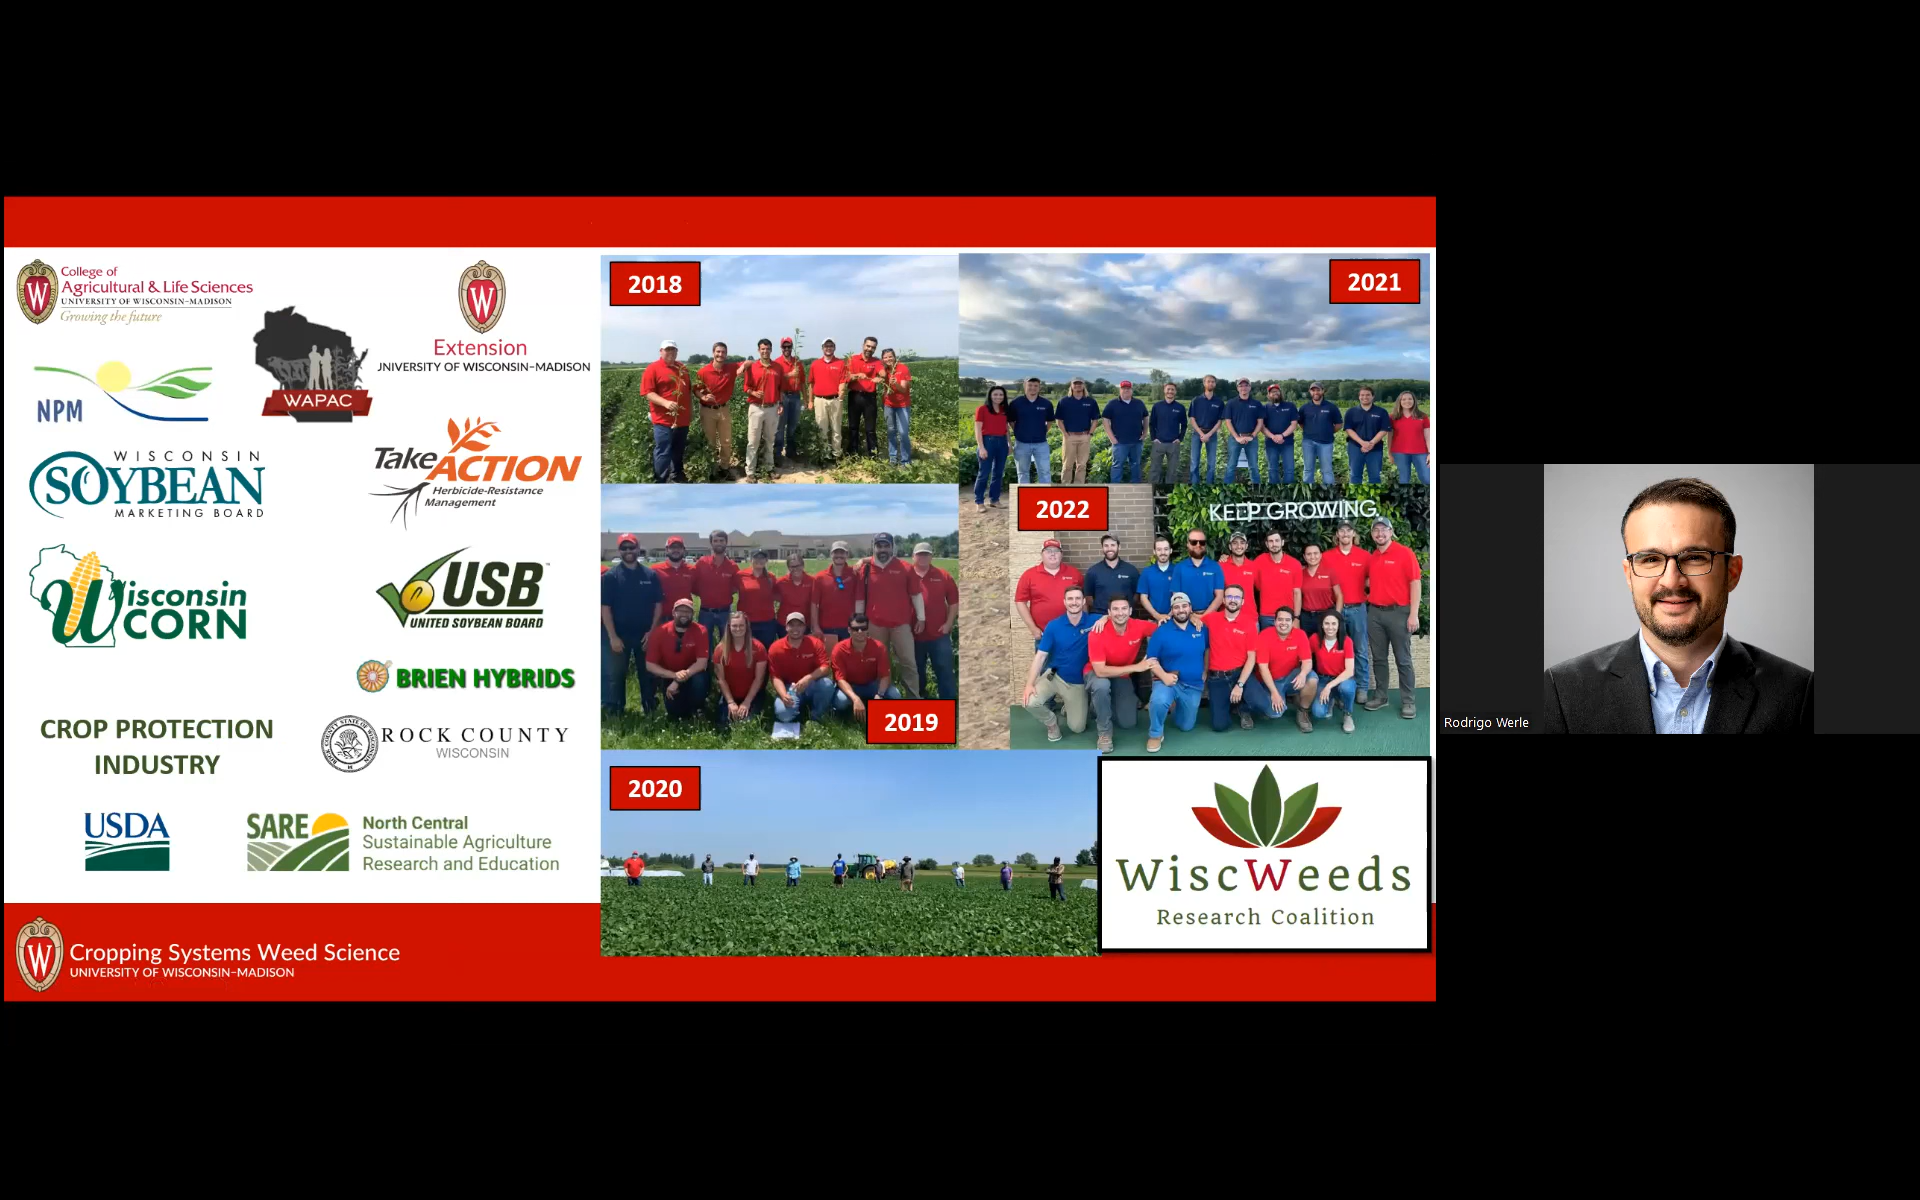 College of
Agricultural & Life Sciences
UNIVERSITY OF WISCONSIN–MADISON
Growing the future
W
W
Extension
UNIVERSITY OF WISCONSIN–MADISON
WAPAC
NPM
WISCONSIN
SOYBEAN
MARKETING BOARD
Take ACTION
Herbicide-Resistance
Management
Wisconsin
CORN
USB
UNITED SOYBEAN BOARD
BRIEN HYBRIDS
CROP PROTECTION
INDUSTRY
ROCK COUNTY
WISCONSIN
USDA
SARE
North Central
Sustainable Agriculture
Research and Education
2018
2021
2022
KEEP GROWING.
2019
2020
WiscWeeds
Research Coalition
W
Cropping Systems Weed Science
UNIVERSITY OF WISCONSIN–MADISON
Rodrigo Werle